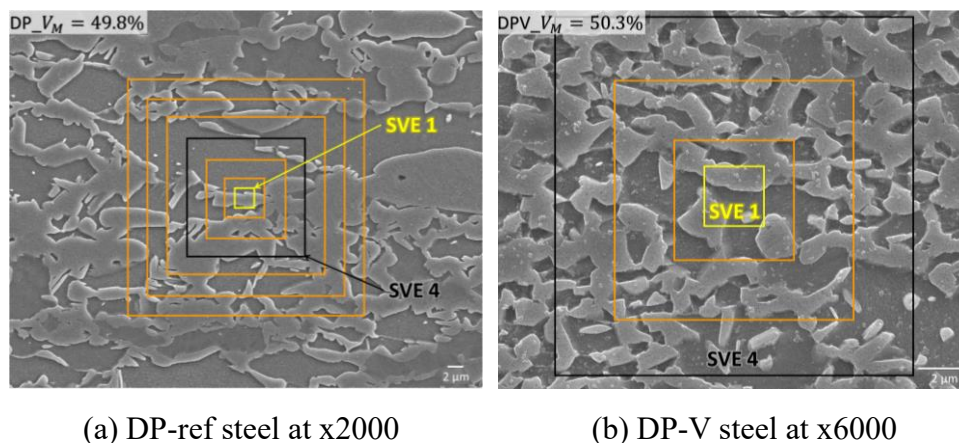 DP_V_M = 49.8%
SVE 1
SVE 4
2 μm
DPV_V_M = 50.3%
SVE 1
SVE 4
2 μm
(a) DP-ref steel at x2000
(b) DP-V steel at x6000